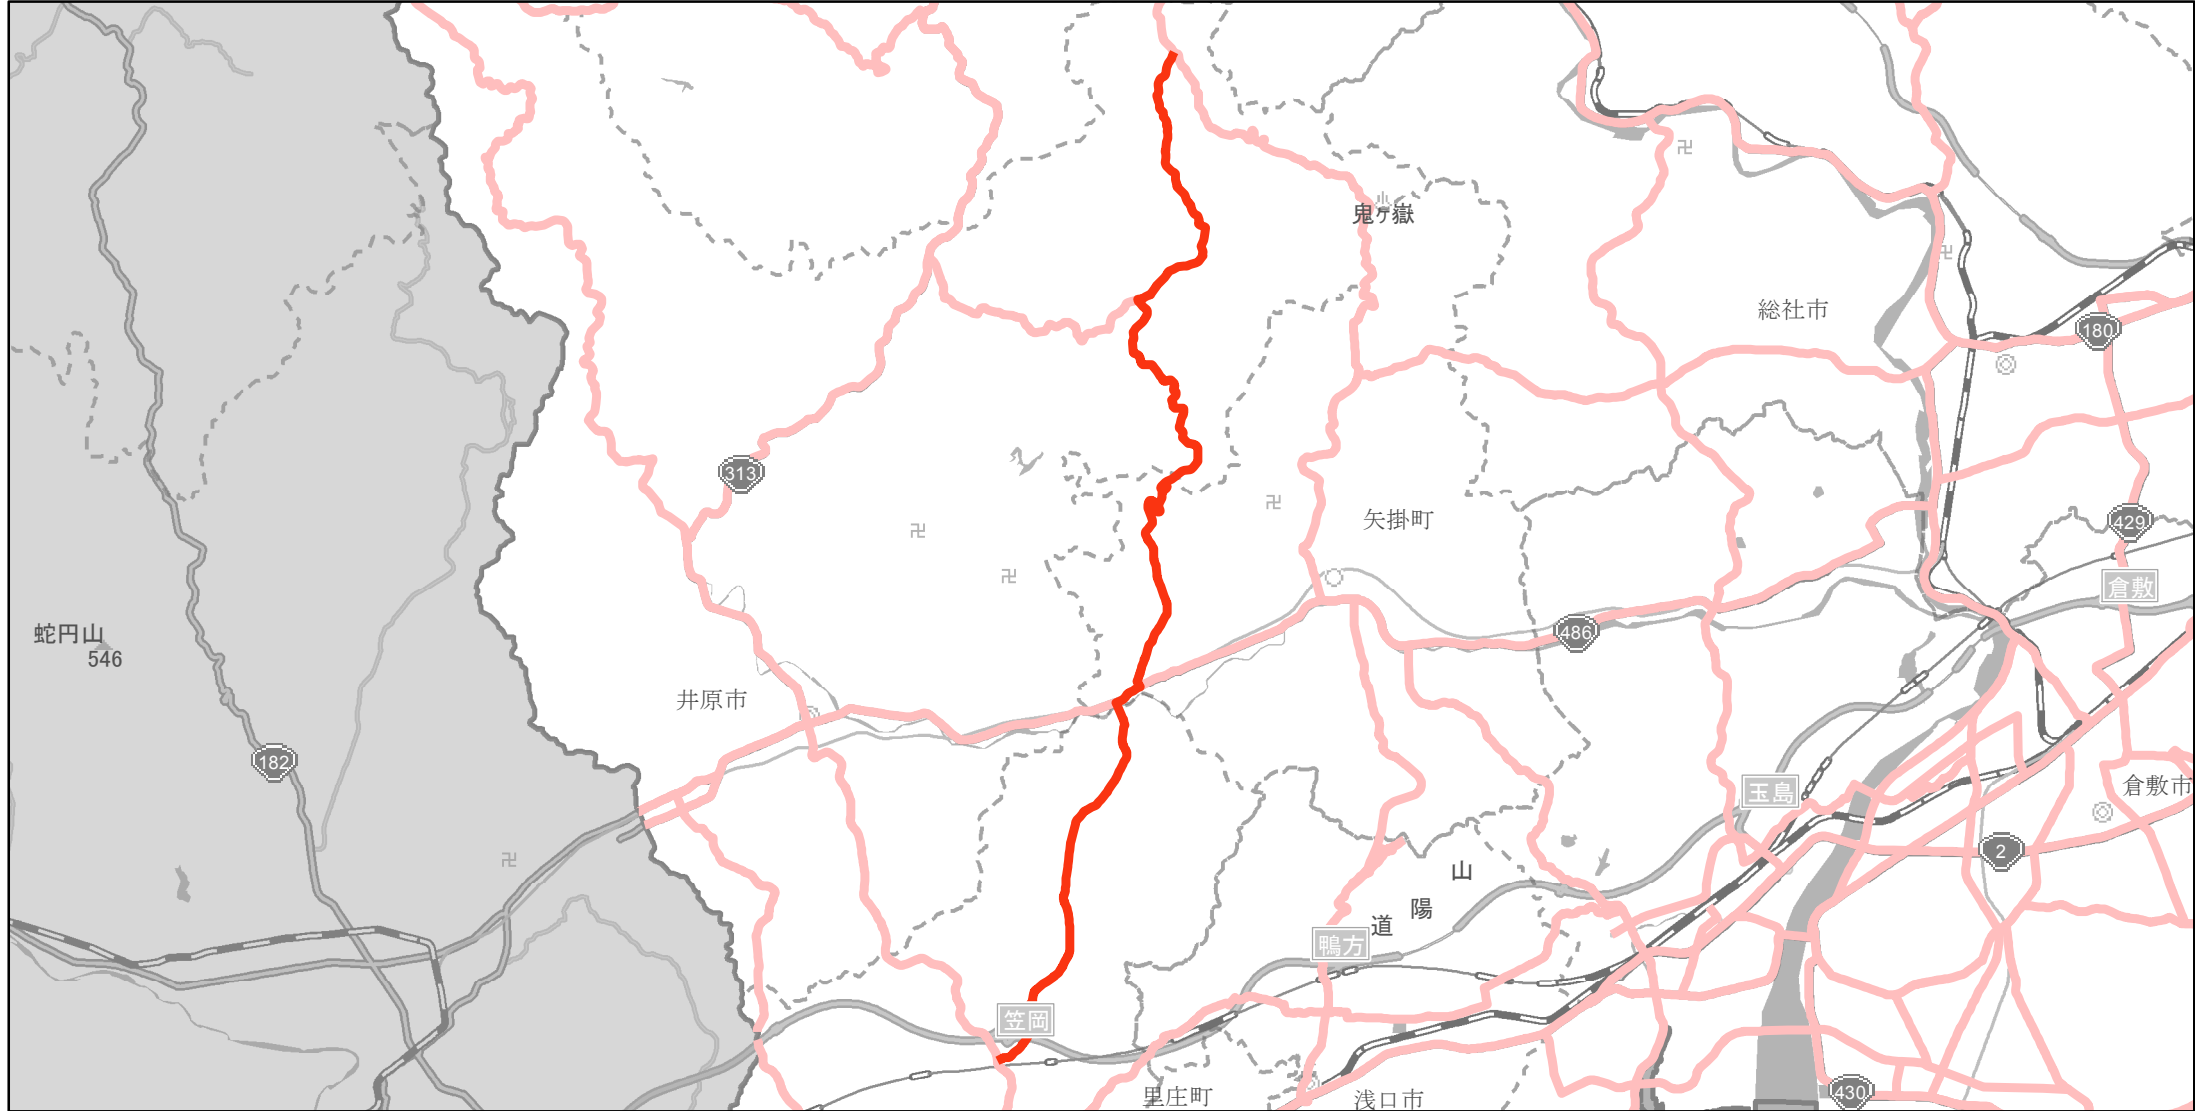 鬼ヶ嶽
総社市
180
313
矢掛町
429
倉敷
486
蛇円山
546
井原市
182
玉島
倉敷市
2
山
陽
道
鴨方
笠岡
里庄町
浅口市
430